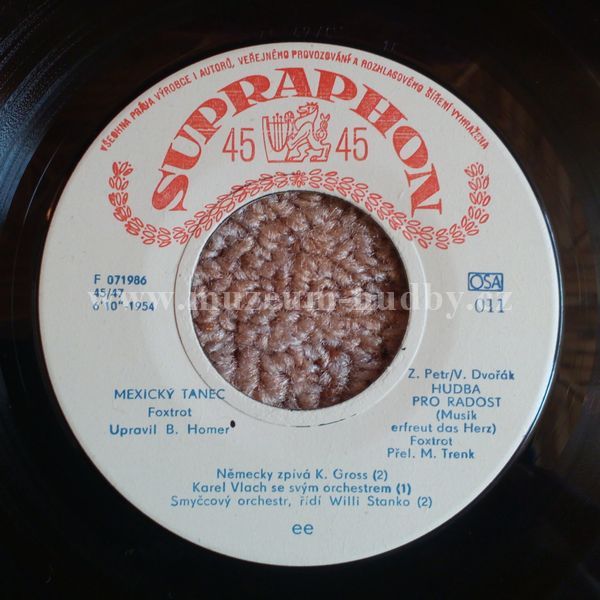 VŠECHNA PRÁVA VÝROBCE I AUTORŮ, VEŘEJNÉHO PROVOZOVÁNÍ A ROZHLASOVÉHO ŠÍŘENÍ VYHRAŽENA
SUPRAPHON
45 45
F 071986
45/47
6'10"-1954
OSA
011
www.muzeum-hudby.cz
MEXICKÝ TANEC
Foxtrot
Upravil B. Homer
Z. Petr/V. Dvořák
HUDBA
PRO RADOST
(Musik
erfreut das Herz)
Foxtrot
Přel. M. Trenk
Německy zpívá K. Gross (2)
Karel Vlach se svým orchestrem (1)
Smyčcový orchestr, řídí Willi Stanko (2)
ee